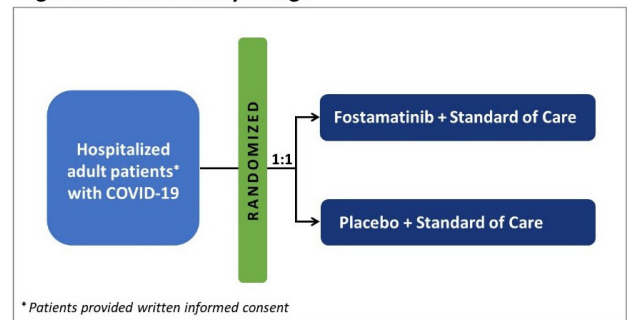 Hospitalized
adult patients*
with COVID-19
RANDOMIZED
1:1
Fostamatinib + Standard of Care
Placebo + Standard of Care
* Patients provided written informed consent